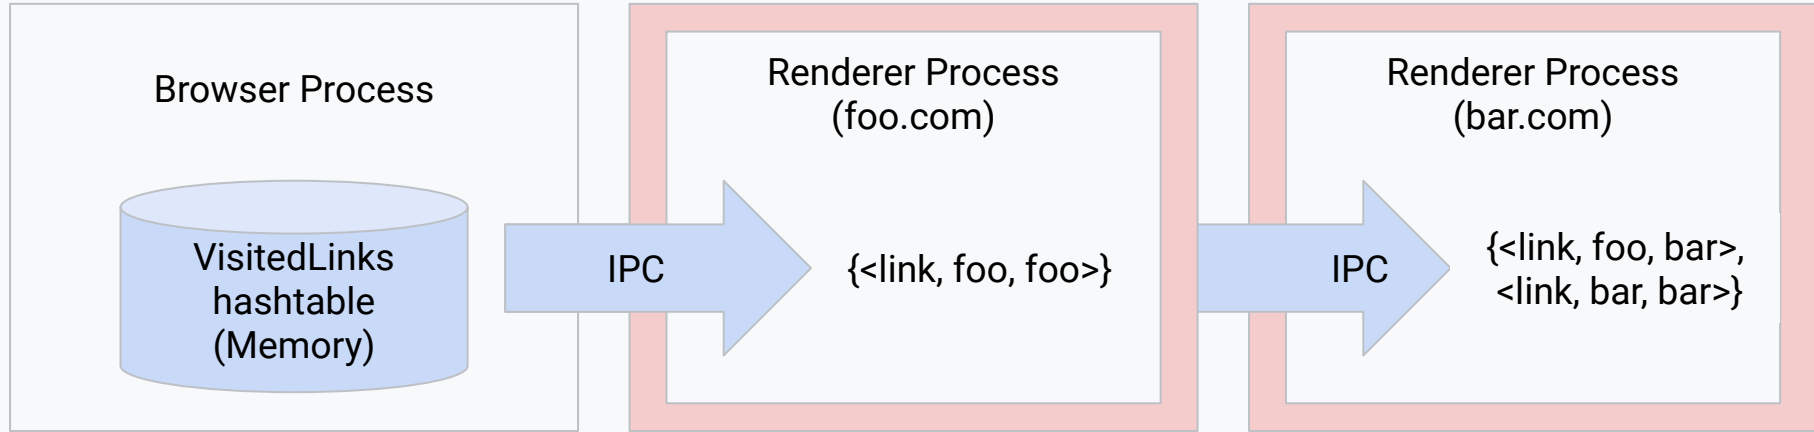 Browser Process
VisitedLinks
hashtable
(Memory)
IPC
Renderer Process
(foo.com)
{<link, foo, foo>}
IPC
Renderer Process
(bar.com)
{<link, foo, bar>,
<link, bar, bar>}